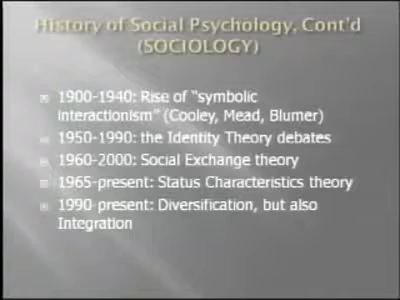 History of Social Psychology, Cont'd
(SOCIOLOGY)
1900-1940: Rise of "symbolic
interactionism" (Cooley, Mead, Blumer)
1950-1990: the Identity Theory debates
1960-2000: Social Exchange theory
1965-present: Status Characteristics theory
1990-present: Diversification, but also
Integration